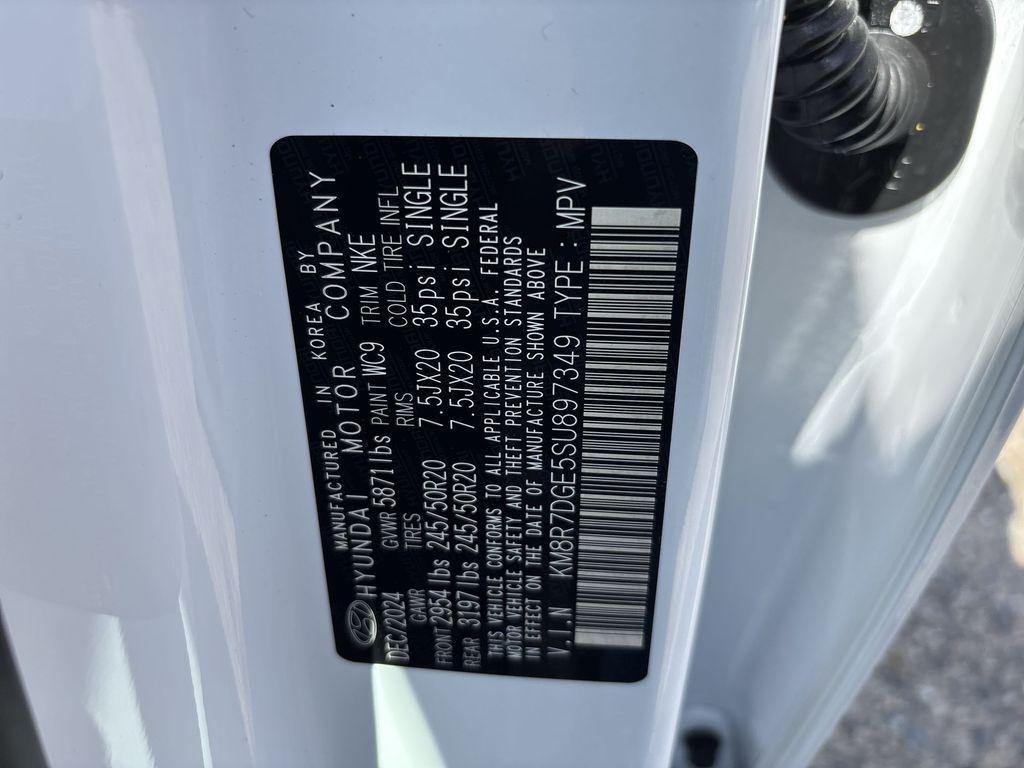 MANUFACTURED IN KOREA BY
HYUNDAI MOTOR COMPANY
DEC/2024 GVWR 5871 lbs PAINT WC9 TRIM NKE
GAWR TIRES RIMS COLD TIRE INFL
FRONT 2954 lbs 245/50R20 7.5JX20 35psi SINGLE
REAR 3197 lbs 245/50R20 7.5JX20 35psi SINGLE
THIS VEHICLE CONFORMS TO ALL APPLICABLE U.S.A. FEDERAL
MOTOR VEHICLE SAFETY AND THEFT PREVENTION STANDARDS
IN EFFECT ON THE DATE OF MANUFACTURE SHOWN ABOVE
V.I.N KM8R7DGE5SU897349 TYPE : MPV